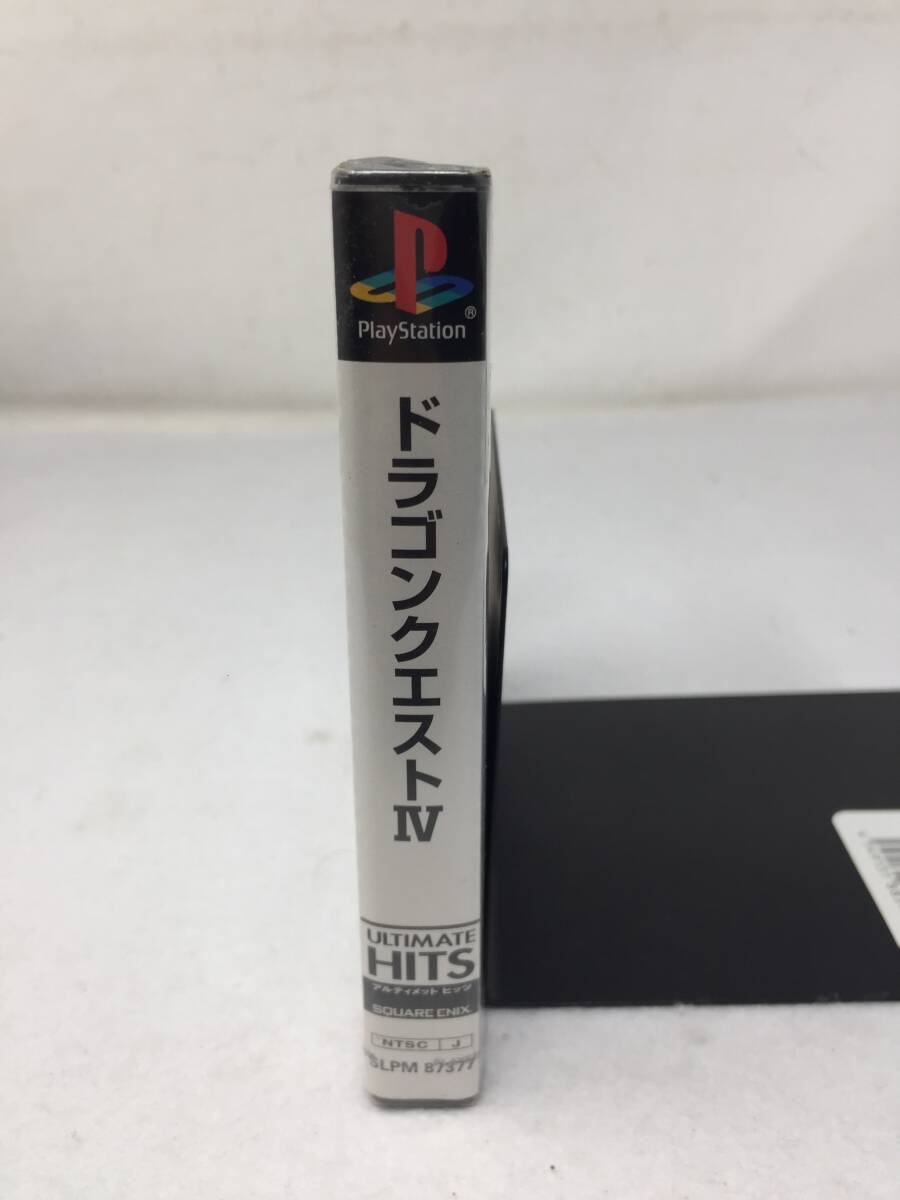 PlayStation®
ドラゴンクエストIV
ULTIMATE
HITS
アルティメット ヒッツ
SQUARE ENIX
NTSC J
SLPM 87377